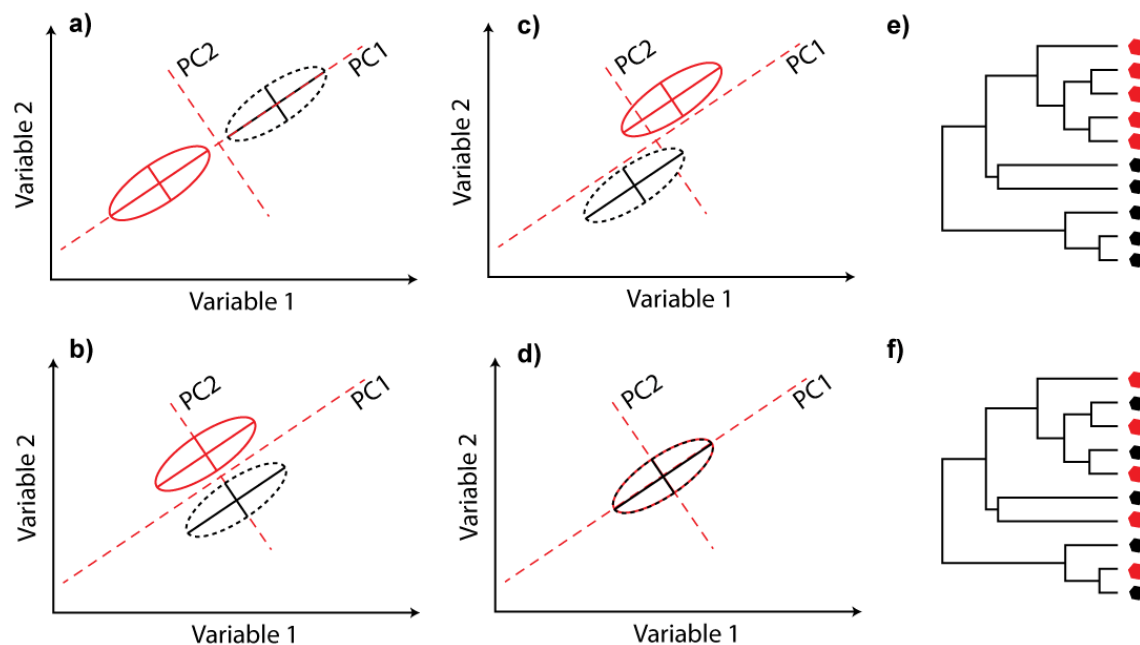 a)
PC2
PC1
Variable 2
Variable 1
c)
PC2
PC1
Variable 2
Variable 1
e)
b)
PC2
PC1
Variable 2
Variable 1
d)
PC2
PC1
Variable 2
Variable 1
f)